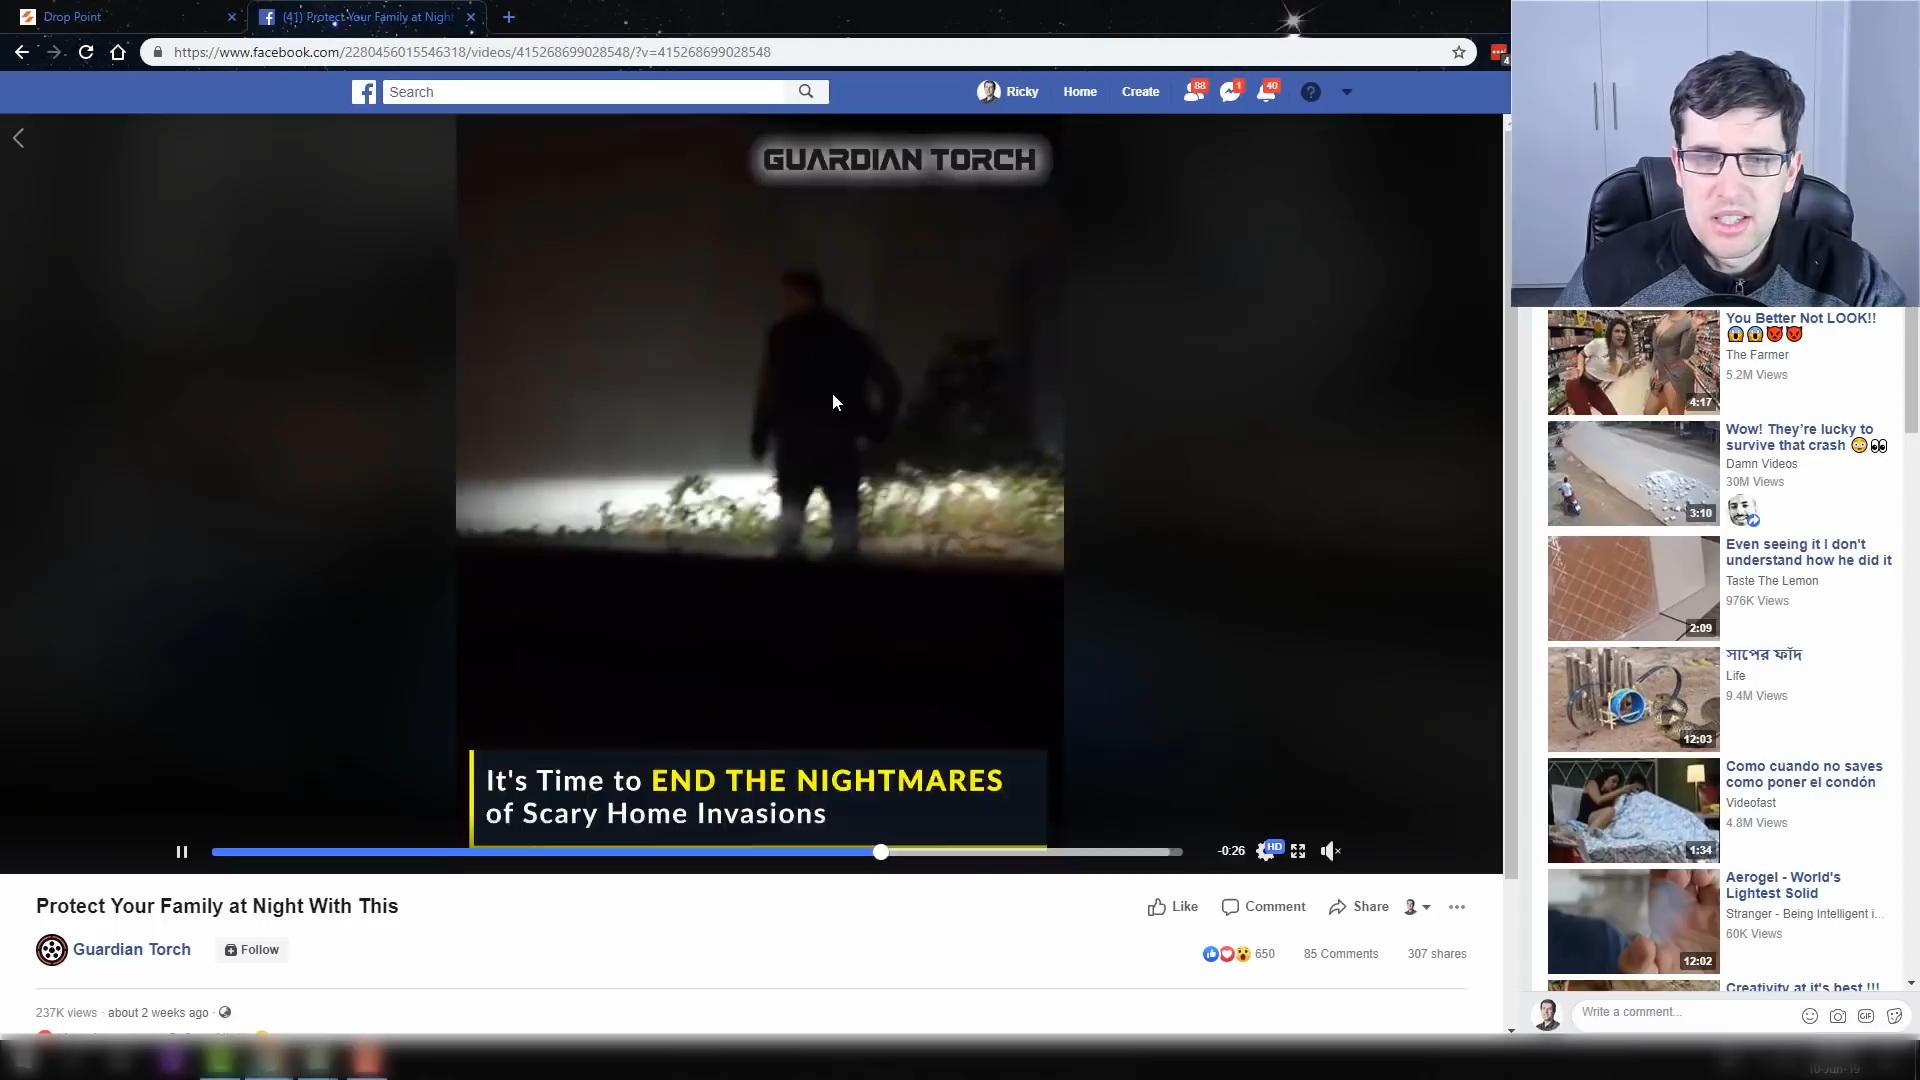 Drop Point
(41) Protect Your Family at Night
https://www.facebook.com/2280456015546318/videos/415268699028548/?v=415268699028548
4
Search
Ricky
Home
Create
88
1
40
GUARDIAN TORCH
It's Time to END THE NIGHTMARES
of Scary Home Invasions
-0:26
HD
Protect Your Family at Night With This
Like
Comment
Share
Guardian Torch
Follow
650
85 Comments
307 shares
237K views · about 2 weeks ago ·
You Better Not LOOK!!
The Farmer
5.2M Views
4:17
Wow! They’re lucky to
survive that crash
Damn Videos
30M Views
3:10
Even seeing it I don't
understand how he did it
Taste The Lemon
976K Views
2:09
সাপের ফাঁদ
Life
9.4M Views
12:03
Como cuando no saves
como poner el condón
Videofast
4.8M Views
1:34
Aerogel - World's
Lightest Solid
Stranger - Being Intelligent i...
60K Views
12:02
Creativity at it's best !!!
Write a comment...
GIF
10-Jun-19